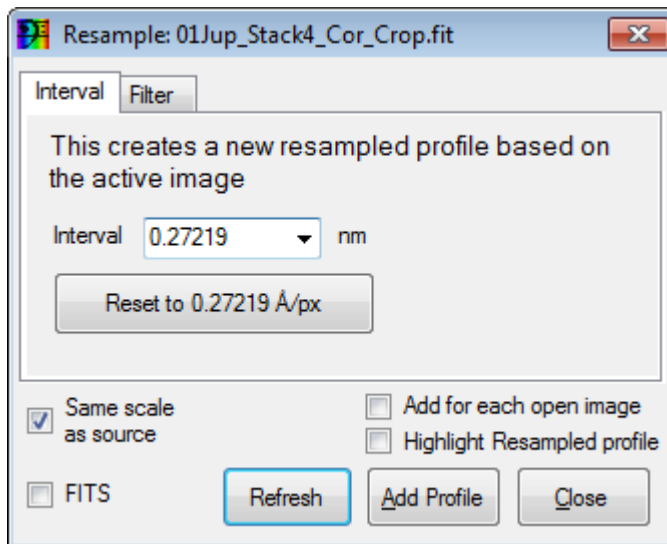 Resample: 01Jup_Stack4_Cor_Crop.fit
Interval Filter
This creates a new resampled profile based on
the active image
Interval 0.27219 nm
Reset to 0.27219 Å/px
Same scale
as source
Add for each open image
Highlight Resampled profile
FITS Refresh Add Profile Close